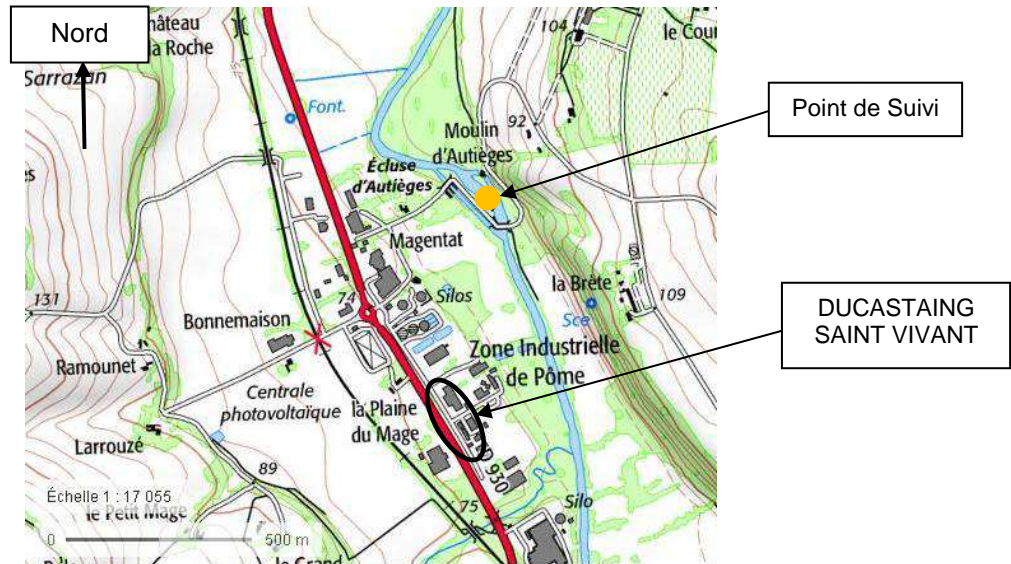 Nord
hâteau
la Roche
Sarrazan
104
le Cour
Font.
Moulin
d'Autièges
92
Point de Suivi
Écluse
d'Autièges
Magentat
131
74
Silos
la Brète
Sce
109
Bonnemaison
DUCASTAING
SAINT VIVANT
Zone Industrielle
de Pôme
Ramounet
Centrale
photovoltaïque
la Plaine
du Mage
Larrouzé
89
D 930
Échelle 1 : 17 055
le Petit Mage
75
Silo
0
500 m
le Grand